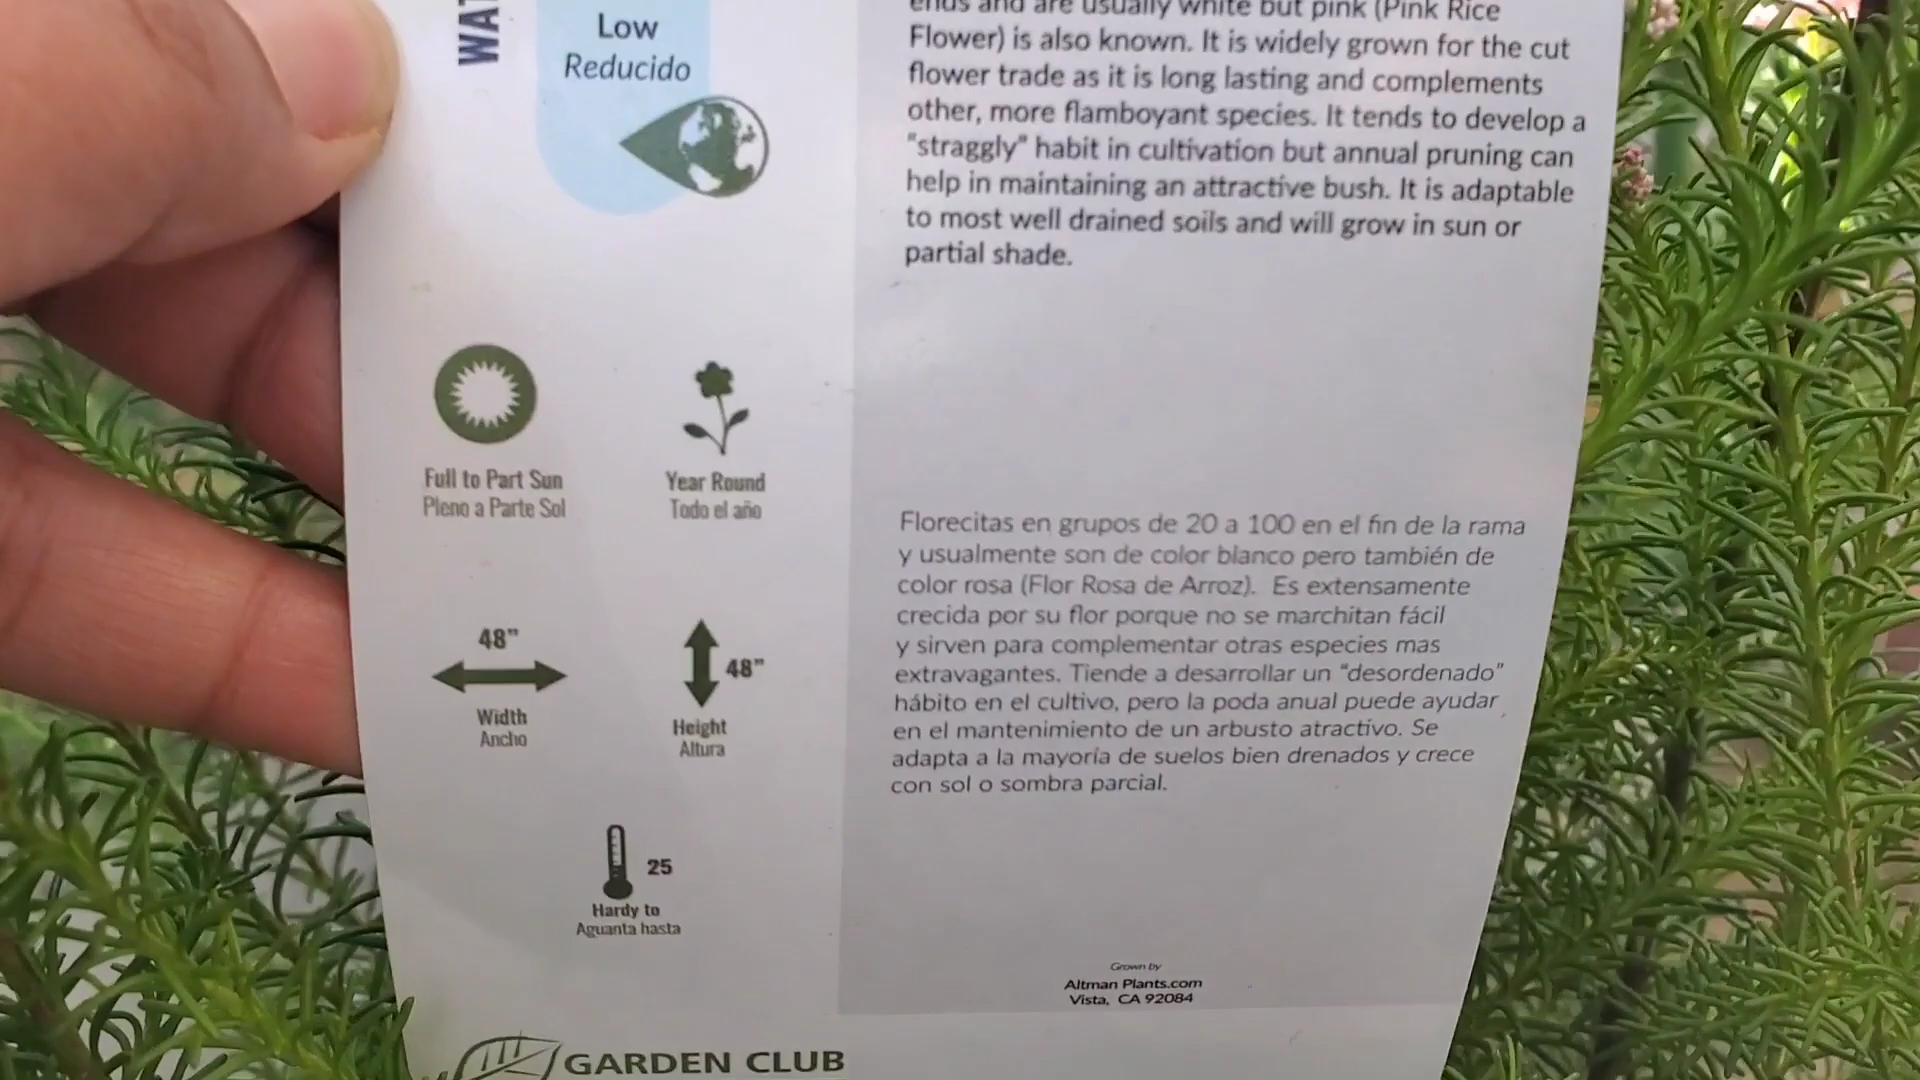 WAT
Low
Reducido
Full to Part Sun
Pleno a Parte Sol
Year Round
Todo el año
48"
Width
Ancho
48"
Height
Altura
25
Hardy to
Aguanta hasta
ends and are usually white but pink (Pink Rice
Flower) is also known. It is widely grown for the cut
flower trade as it is long lasting and complements
other, more flamboyant species. It tends to develop a
"straggly" habit in cultivation but annual pruning can
help in maintaining an attractive bush. It is adaptable
to most well drained soils and will grow in sun or
partial shade.
Florecitas en grupos de 20 a 100 en el fin de la rama
y usualmente son de color blanco pero también de
color rosa (Flor Rosa de Arroz). Es extensamente
crecida por su flor porque no se marchitan fácil
y sirven para complementar otras especies mas
extravagantes. Tiende a desarrollar un "desordenado"
hábito en el cultivo, pero la poda anual puede ayudar
en el mantenimiento de un arbusto atractivo. Se
adapta a la mayoría de suelos bien drenados y crece
con sol o sombra parcial.
Grown by
Altman Plants.com
Vista, CA 92084
GARDEN CLUB